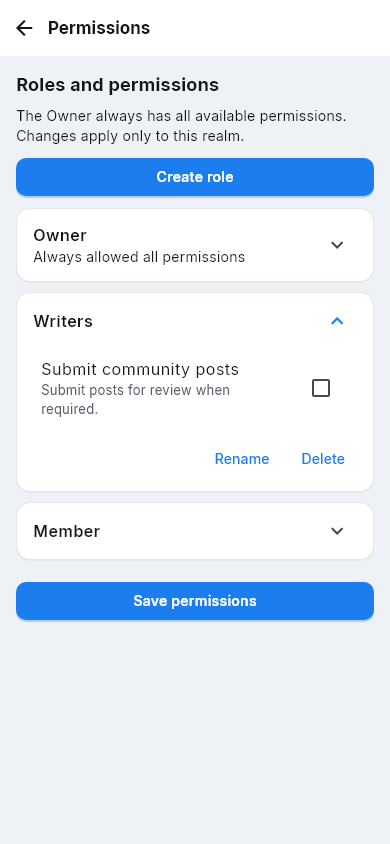 Permissions
Roles and permissions
The Owner always has all available permissions.
Changes apply only to this realm.
Create role
Owner
Always allowed all permissions
Writers
Submit community posts
Submit posts for review when
required.
Rename Delete
Member
Save permissions